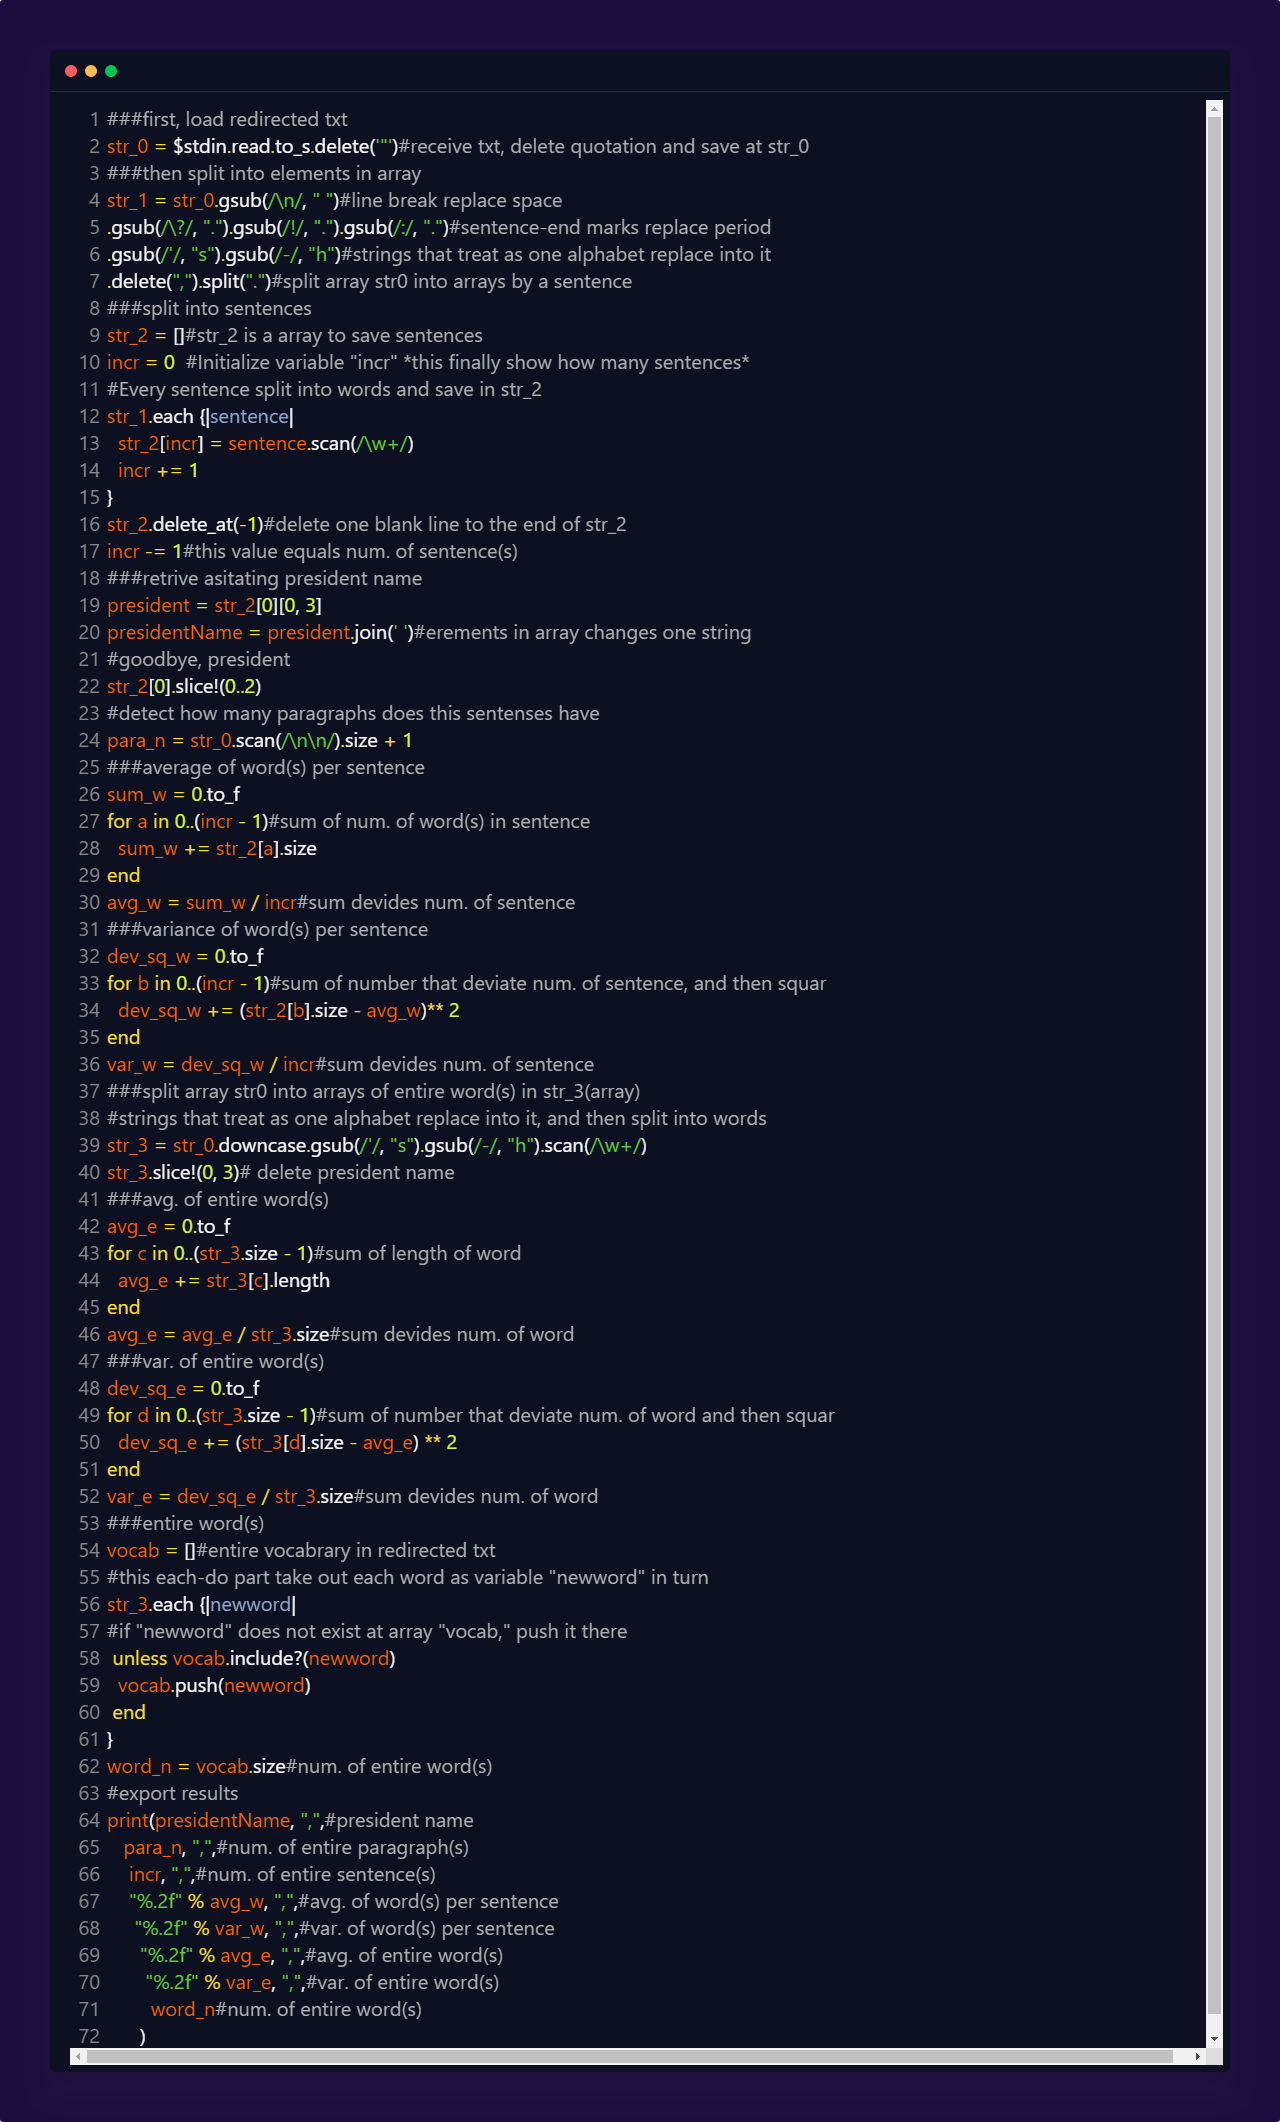 1 ###first, load redirected txt
2 str_0 = $stdin.read.to_s.delete('"')#receive txt, delete quotation and save at str_0
3 ###then split into elements in array
4 str_1 = str_0.gsub(/\n/, " ")#line break replace space
5 .gsub(/\?/, ".").gsub(/!/, ".").gsub(/:/, ".")#sentence-end marks replace period
6 .gsub(/'/, "s").gsub(/-/, "h")#strings that treat as one alphabet replace into it
7 .delete(",").split(".")#split array str0 into arrays by a sentence
8 ###split into sentences
9 str_2 = []#str_2 is a array to save sentences
10 incr = 0  #Initialize variable "incr" *this finally show how many sentences*
11 #Every sentence split into words and save in str_2
12 str_1.each {|sentence|
13   str_2[incr] = sentence.scan(/\w+/)
14   incr += 1
15 }
16 str_2.delete_at(-1)#delete one blank line to the end of str_2
17 incr -= 1#this value equals num. of sentence(s)
18 ###retrive asitating president name
19 president = str_2[0][0, 3]
20 presidentName = president.join(' ')#erements in array changes one string
21 #goodbye, president
22 str_2[0].slice!(0..2)
23 #detect how many paragraphs does this sentenses have
24 para_n = str_0.scan(/\n\n/).size + 1
25 ###average of word(s) per sentence
26 sum_w = 0.to_f
27 for a in 0..(incr - 1)#sum of num. of word(s) in sentence
28   sum_w += str_2[a].size
29 end
30 avg_w = sum_w / incr#sum devides num. of sentence
31 ###variance of word(s) per sentence
32 dev_sq_w = 0.to_f
33 for b in 0..(incr - 1)#sum of number that deviate num. of sentence, and then squar
34   dev_sq_w += (str_2[b].size - avg_w)** 2
35 end
36 var_w = dev_sq_w / incr#sum devides num. of sentence
37 ###split array str0 into arrays of entire word(s) in str_3(array)
38 #strings that treat as one alphabet replace into it, and then split into words
39 str_3 = str_0.downcase.gsub(/'/, "s").gsub(/-/, "h").scan(/\w+/)
40 str_3.slice!(0, 3)# delete president name
41 ###avg. of entire word(s)
42 avg_e = 0.to_f
43 for c in 0..(str_3.size - 1)#sum of length of word
44   avg_e += str_3[c].length
45 end
46 avg_e = avg_e / str_3.size#sum devides num. of word
47 ###var. of entire word(s)
48 dev_sq_e = 0.to_f
49 for d in 0..(str_3.size - 1)#sum of number that deviate num. of word and then squar
50   dev_sq_e += (str_3[d].size - avg_e) ** 2
51 end
52 var_e = dev_sq_e / str_3.size#sum devides num. of word
53 ###entire word(s)
54 vocab = []#entire vocabrary in redirected txt
55 #this each-do part take out each word as variable "newword" in turn
56 str_3.each {|newword|
57 #if "newword" does not exist at array "vocab," push it there
58  unless vocab.include?(newword)
59   vocab.push(newword)
60  end
61 }
62 word_n = vocab.size#num. of entire word(s)
63 #export results
64 print(presidentName, ",",#president name
65    para_n, ",",#num. of entire paragraph(s)
66     incr, ",",#num. of entire sentence(s)
67     "%.2f" % avg_w, ",",#avg. of word(s) per sentence
68      "%.2f" % var_w, ",",#var. of word(s) per sentence
69       "%.2f" % avg_e, ",",#avg. of entire word(s)
70        "%.2f" % var_e, ",",#var. of entire word(s)
71         word_n#num. of entire word(s)
72       )